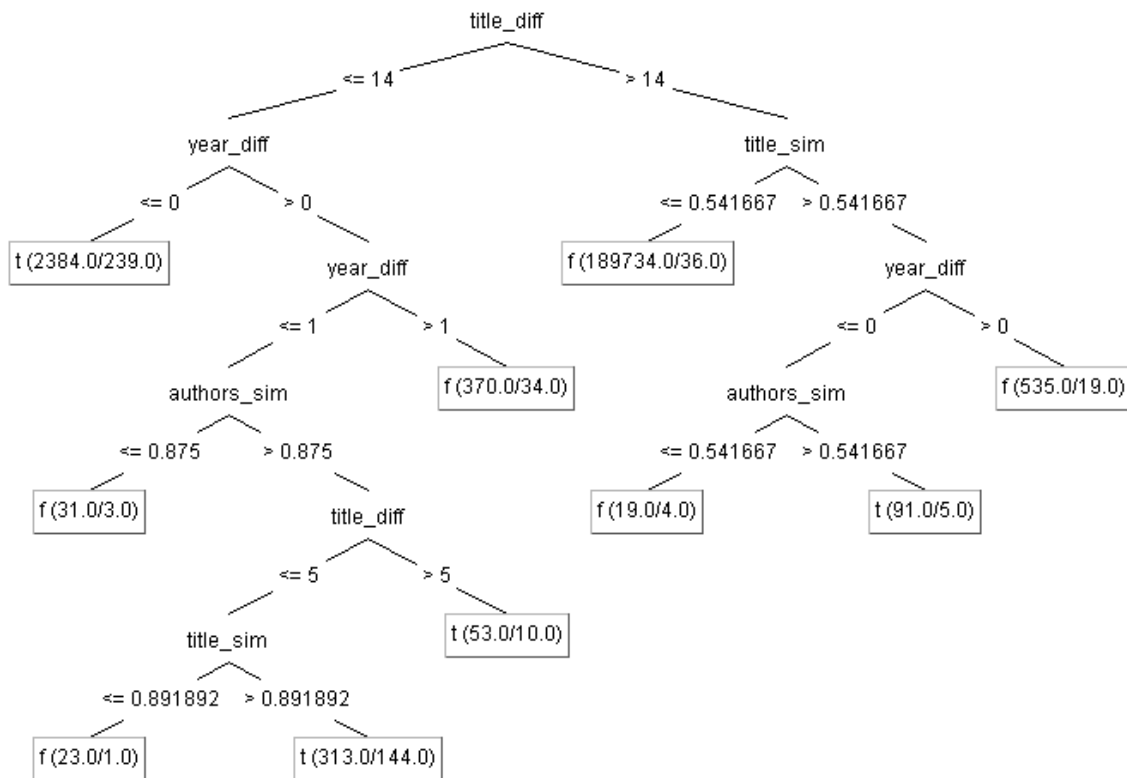 title_diff
<= 14 > 14
year_diff title_sim
<= 0 > 0 <= 0.541667 > 0.541667
t (2384.0/239.0) year_diff f (189734.0/36.0) year_diff
<= 1 > 1 <= 0 > 0
authors_sim f (370.0/34.0) authors_sim f (535.0/19.0)
<= 0.875 > 0.875 <= 0.541667 > 0.541667
f (31.0/3.0) title_diff f (19.0/4.0) t (91.0/5.0)
<= 5 > 5
title_sim t (53.0/10.0)
<= 0.891892 > 0.891892
f (23.0/1.0) t (313.0/144.0)